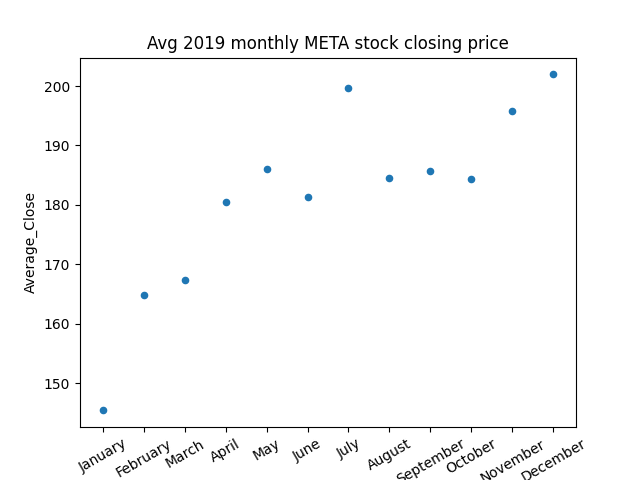 Avg 2019 monthly META stock closing price
Average_Close
200
190
180
170
160
150
January
February
March
April
May
June
July
August
September
October
November
December